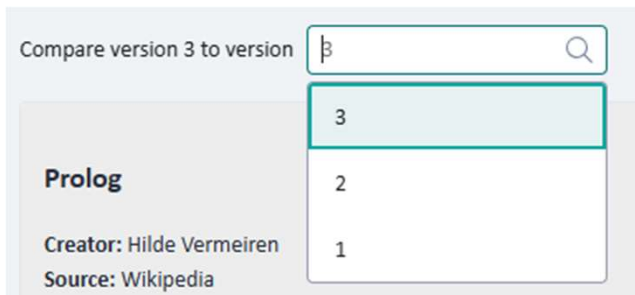 Compare version 3 to version 3
3
2
1
Prolog
Creator: Hilde Vermeiren
Source: Wikipedia